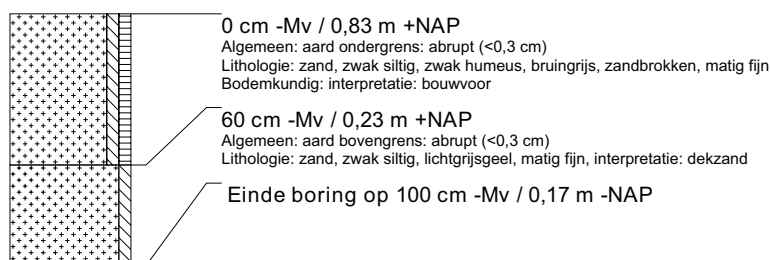 0 cm -Mv / 0,83 m +NAP
Algemeen: aard ondergrens: abrupt (<0,3 cm)
Lithologie: zand, zwak siltig, zwak humeus, bruingrijs, zandbrokken, matig fijn
Bodemkundig: interpretatie: bouwvoor
60 cm -Mv / 0,23 m +NAP
Algemeen: aard bovengrens: abrupt (<0,3 cm)
Lithologie: zand, zwak siltig, lichtgrijsgeel, matig fijn, interpretatie: dekzand
Einde boring op 100 cm -Mv / 0,17 m -NAP